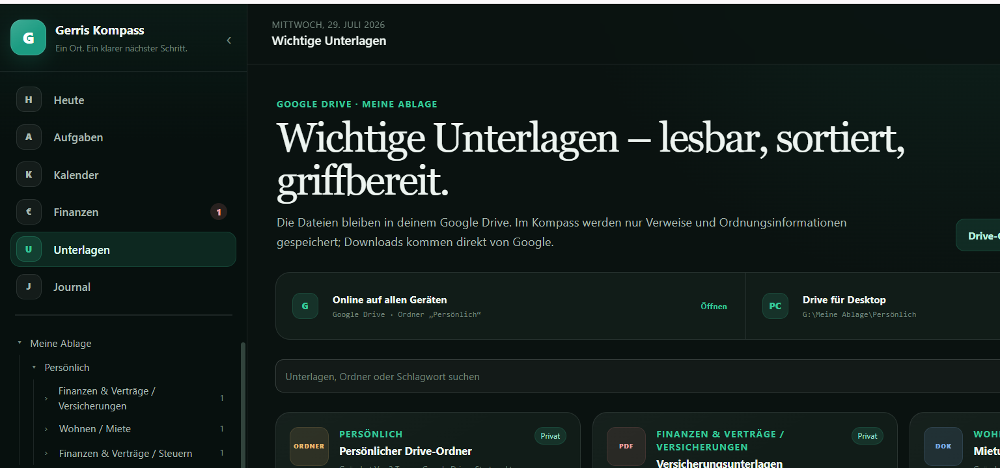 G
Gerris Kompass
Ein Ort. Ein klarer nächster Schritt.
‹
H Heute
A Aufgaben
K Kalender
€ Finanzen 1
U Unterlagen
J Journal
Meine Ablage
Persönlich
Finanzen & Verträge /
Versicherungen 1
Wohnen / Miete 1
Finanzen & Verträge / Steuern 1
MITTWOCH, 29. JULI 2026
Wichtige Unterlagen
GOOGLE DRIVE · MEINE ABLAGE
Wichtige Unterlagen – lesbar, sortiert,
griffbereit.
Die Dateien bleiben in deinem Google Drive. Im Kompass werden nur Verweise und Ordnungsinformationen
gespeichert; Downloads kommen direkt von Google.
Drive-
G
Online auf allen Geräten
Google Drive · Ordner „Persönlich“
Öffnen
PC
Drive für Desktop
G:\Meine Ablage\Persönlich
Unterlagen, Ordner oder Schlagwort suchen
ORDNER
PERSÖNLICH
Persönlicher Drive-Ordner
Privat
PDF
FINANZEN & VERTRÄGE /
VERSICHERUNGEN
Versicherungsunterlagen
Privat
DOK
WOH
Mietu